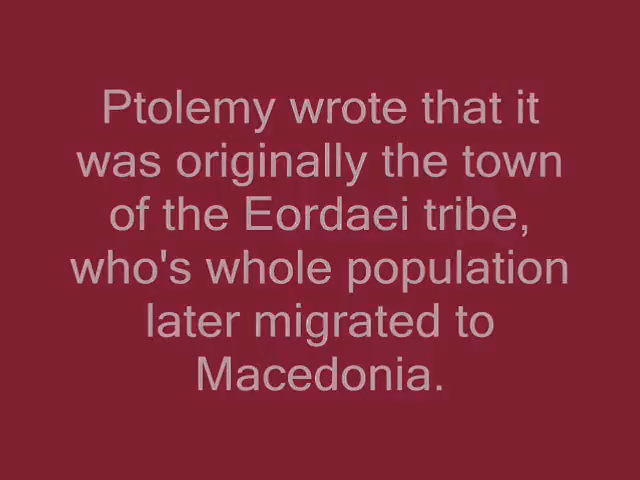 Ptolemy wrote that it
was originally the town
of the Eordaei tribe,
who's whole population
later migrated to
Macedonia.